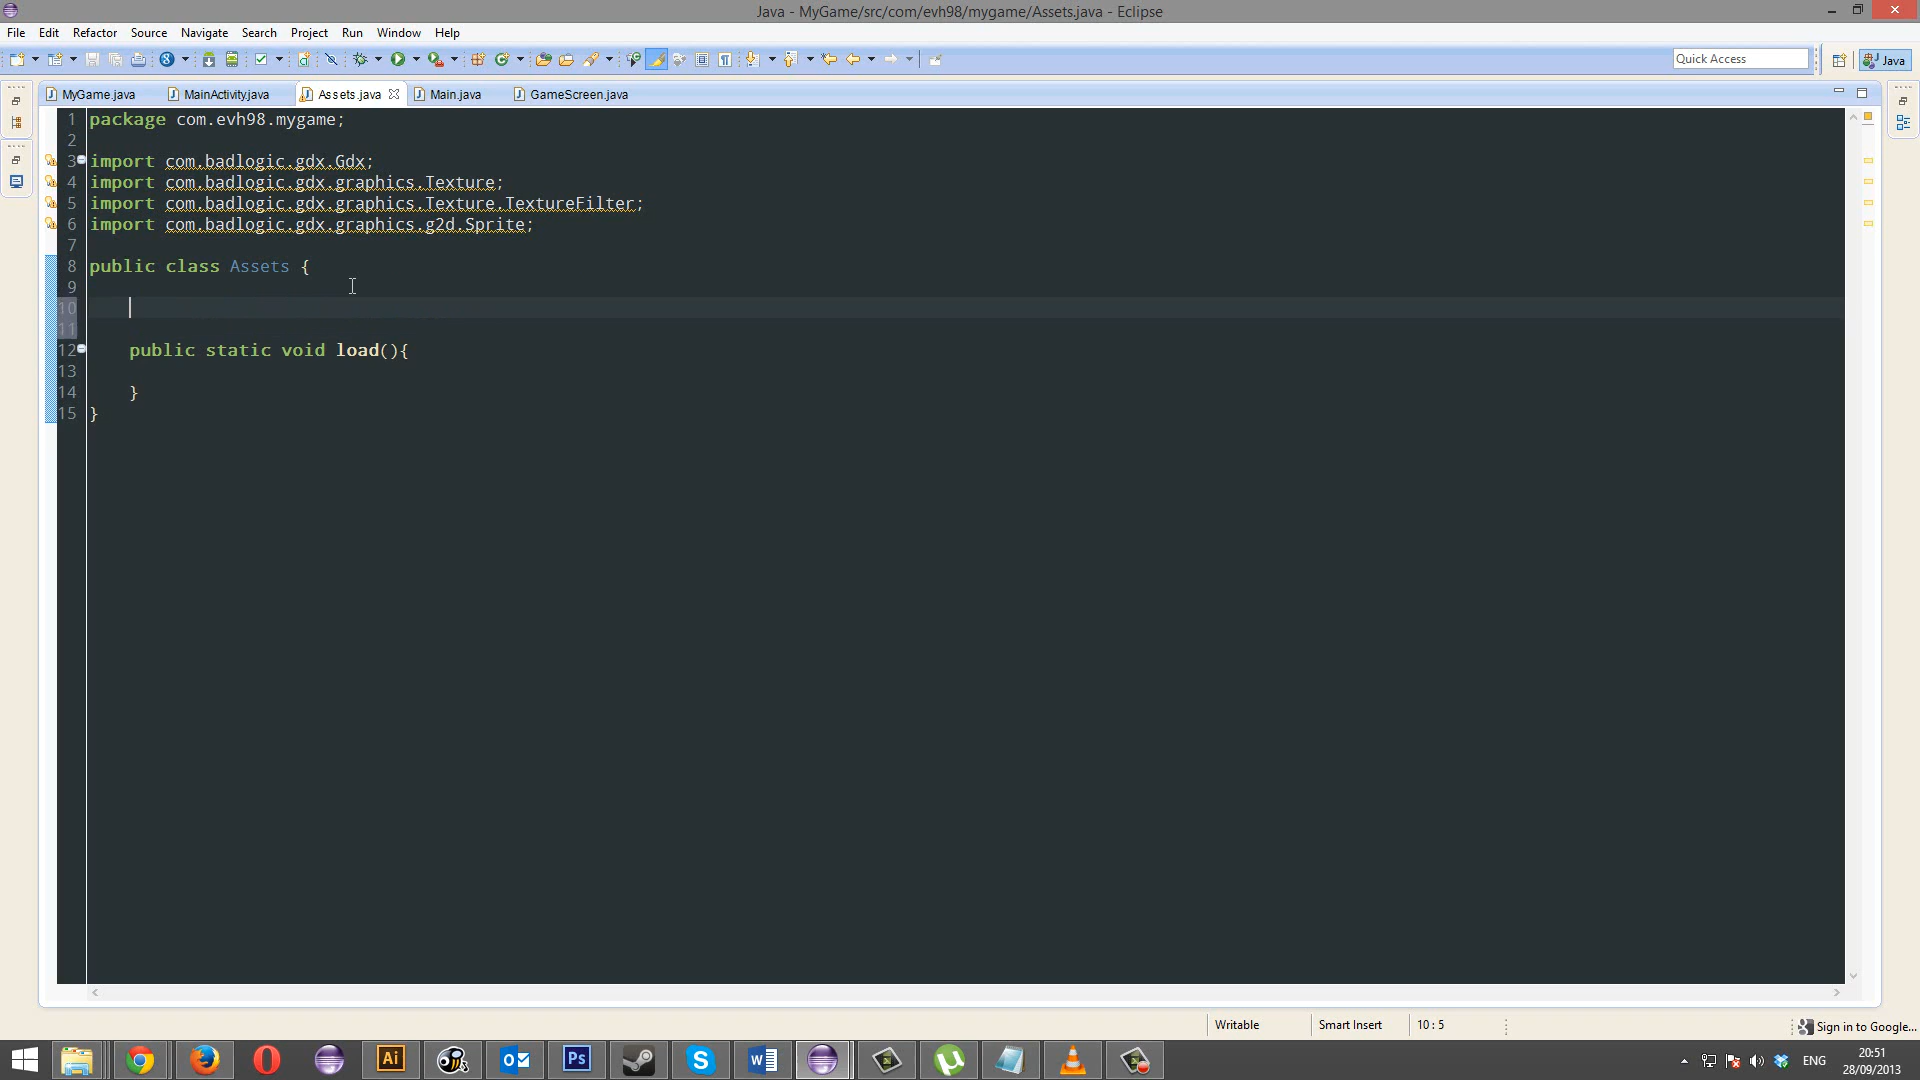 Java - MyGame/src/com/evh98/mygame/Assets.java - Eclipse
File Edit Refactor Source Navigate Search Project Run Window Help
Quick Access
Java
MyGame.java MainActivity.java Assets.java Main.java GameScreen.java
1 package com.evh98.mygame;
2
3 import com.badlogic.gdx.Gdx;
4 import com.badlogic.gdx.graphics.Texture;
5 import com.badlogic.gdx.graphics.Texture.TextureFilter;
6 import com.badlogic.gdx.graphics.g2d.Sprite;
7
8 public class Assets {
9
10
11
12 public static void load(){
13
14 }
15 }
Writable Smart Insert 10 : 5
Sign in to Google...
Ai Ps
ENG
20:51
28/09/2013